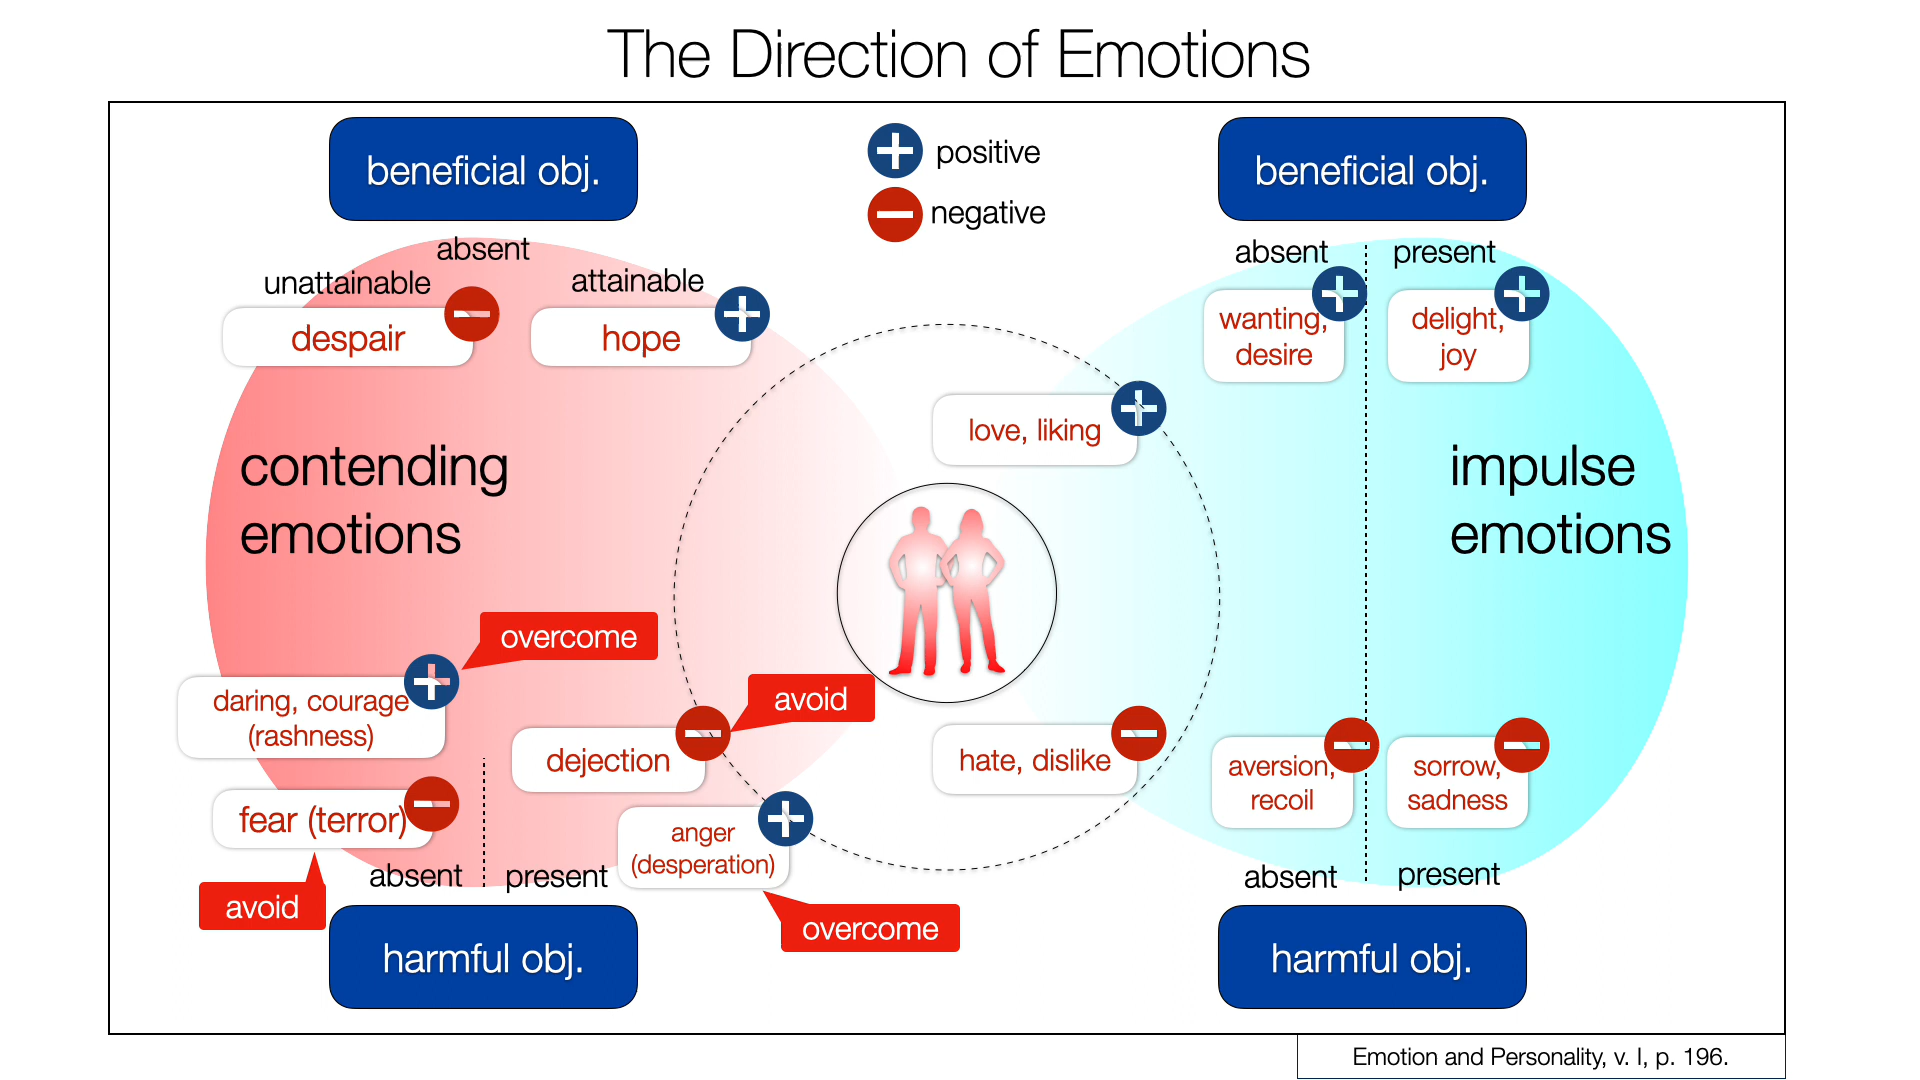 The Direction of Emotions
beneficial obj.
positive
negative
beneficial obj.
absent
unattainable
attainable
despair
hope
absent
present
wanting,
desire
delight,
joy
love, liking
contending
emotions
impulse
emotions
overcome
daring, courage
(rashness)
avoid
dejection
hate, dislike
aversion,
recoil
sorrow,
sadness
fear (terror)
anger
(desperation)
absent
present
absent
present
avoid
overcome
harmful obj.
harmful obj.
Emotion and Personality, v. I, p. 196.